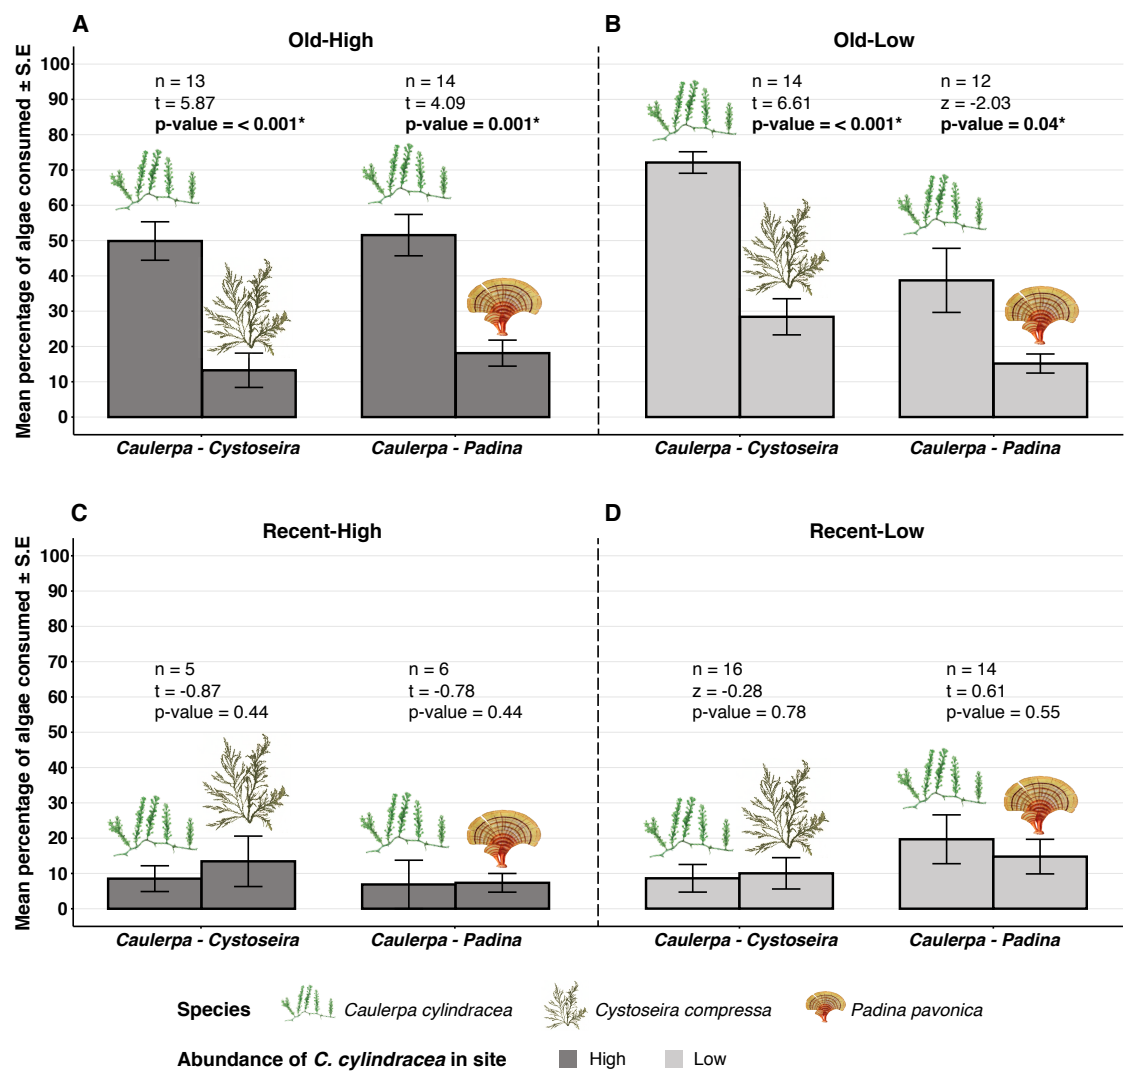 A
Old-High
B
Old-Low
Mean percentage of algae consumed ± S.E
100
90
80
70
60
50
40
30
20
10
0
n = 13
t = 5.87
p-value = < 0.001*
n = 14
t = 4.09
p-value = 0.001*
n = 14
t = 6.61
p-value = < 0.001*
n = 12
z = -2.03
p-value = 0.04*
Caulerpa - Cystoseira
Caulerpa - Padina
Caulerpa - Cystoseira
Caulerpa - Padina
C
Recent-High
D
Recent-Low
Mean percentage of algae consumed ± S.E
100
90
80
70
60
50
40
30
20
10
0
n = 5
t = -0.87
p-value = 0.44
n = 6
t = -0.78
p-value = 0.44
n = 16
z = -0.28
p-value = 0.78
n = 14
t = 0.61
p-value = 0.55
Caulerpa - Cystoseira
Caulerpa - Padina
Caulerpa - Cystoseira
Caulerpa - Padina
Species Caulerpa cylindracea Cystoseira compressa Padina pavonica
Abundance of C. cylindracea in site High Low